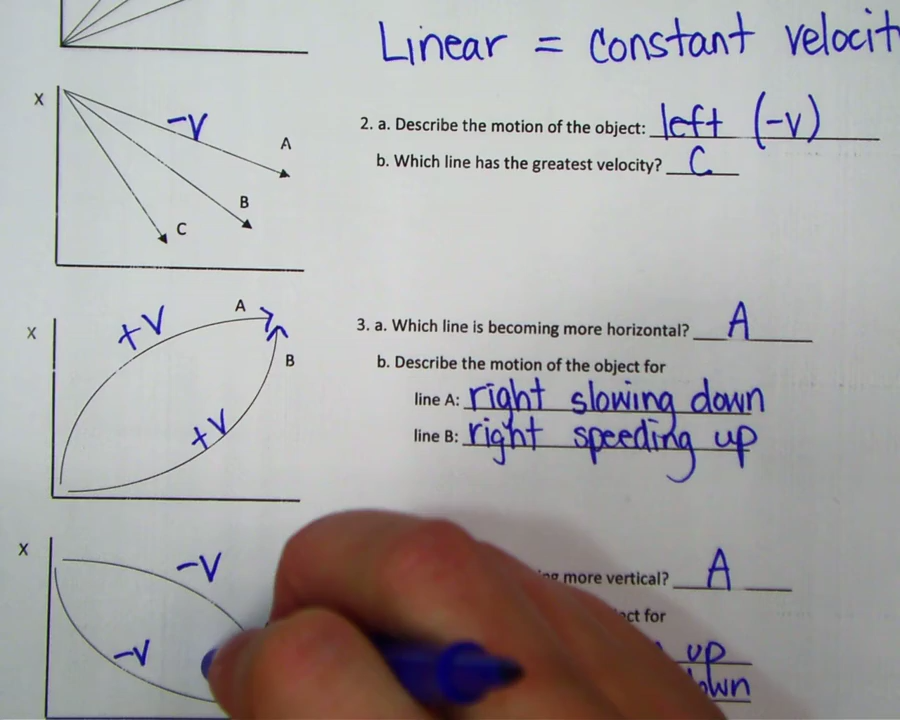 Linear = constant velocit
X
-V
A
B
C
2. a. Describe the motion of the object: left (-v)
b. Which line has the greatest velocity? C
X
+V
A
B
+V
3. a. Which line is becoming more horizontal? A
b. Describe the motion of the object for
line A: right slowing down
line B: right speeding up
X
-V
-V
more vertical? A
for
up